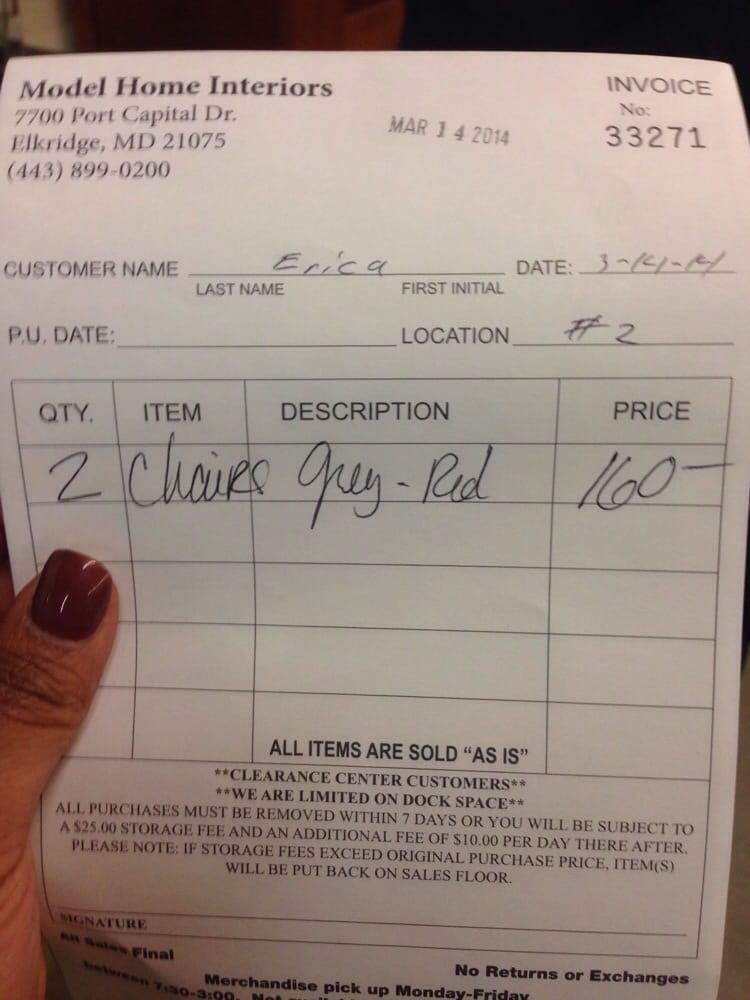 Model Home Interiors
7700 Port Capital Dr.
Elkridge, MD 21075
(443) 899-0200
MAR 14 2014
INVOICE
No:
33271
CUSTOMER NAME Erica DATE: 3-14-14
LAST NAME FIRST INITIAL
P.U. DATE: LOCATION #2
QTY. ITEM DESCRIPTION PRICE
2 Chairs Grey-Red 160-
ALL ITEMS ARE SOLD "AS IS"
**CLEARANCE CENTER CUSTOMERS**
**WE ARE LIMITED ON DOCK SPACE**
ALL PURCHASES MUST BE REMOVED WITHIN 7 DAYS OR YOU WILL BE SUBJECT TO
A $25.00 STORAGE FEE AND AN ADDITIONAL FEE OF $10.00 PER DAY THERE AFTER.
PLEASE NOTE: IF STORAGE FEES EXCEED ORIGINAL PURCHASE PRICE, ITEM(S)
WILL BE PUT BACK ON SALES FLOOR.
SIGNATURE
All Sales Final No Returns or Exchanges
Merchandise pick up Monday-Friday
between 7:30-3:00. Not